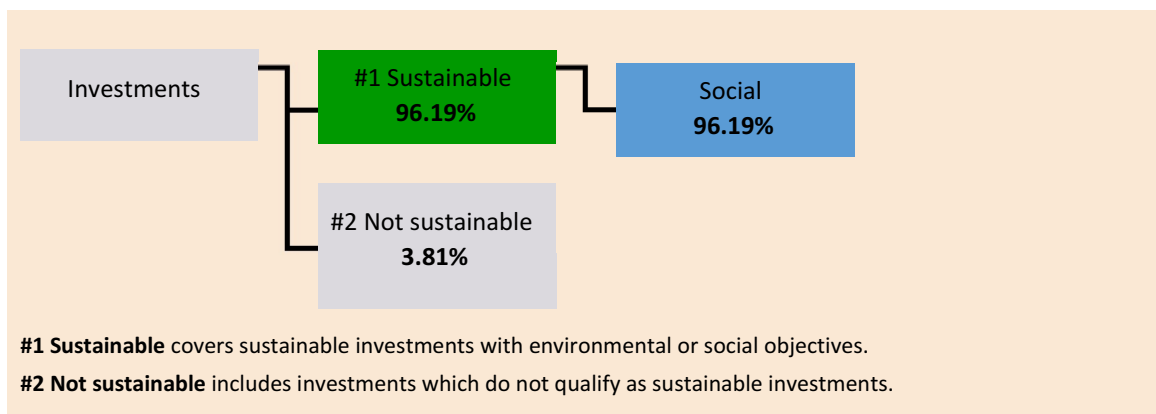 Investments
#1 Sustainable
96.19%
Social
96.19%
#2 Not sustainable
3.81%
#1 Sustainable covers sustainable investments with environmental or social objectives.
#2 Not sustainable includes investments which do not qualify as sustainable investments.